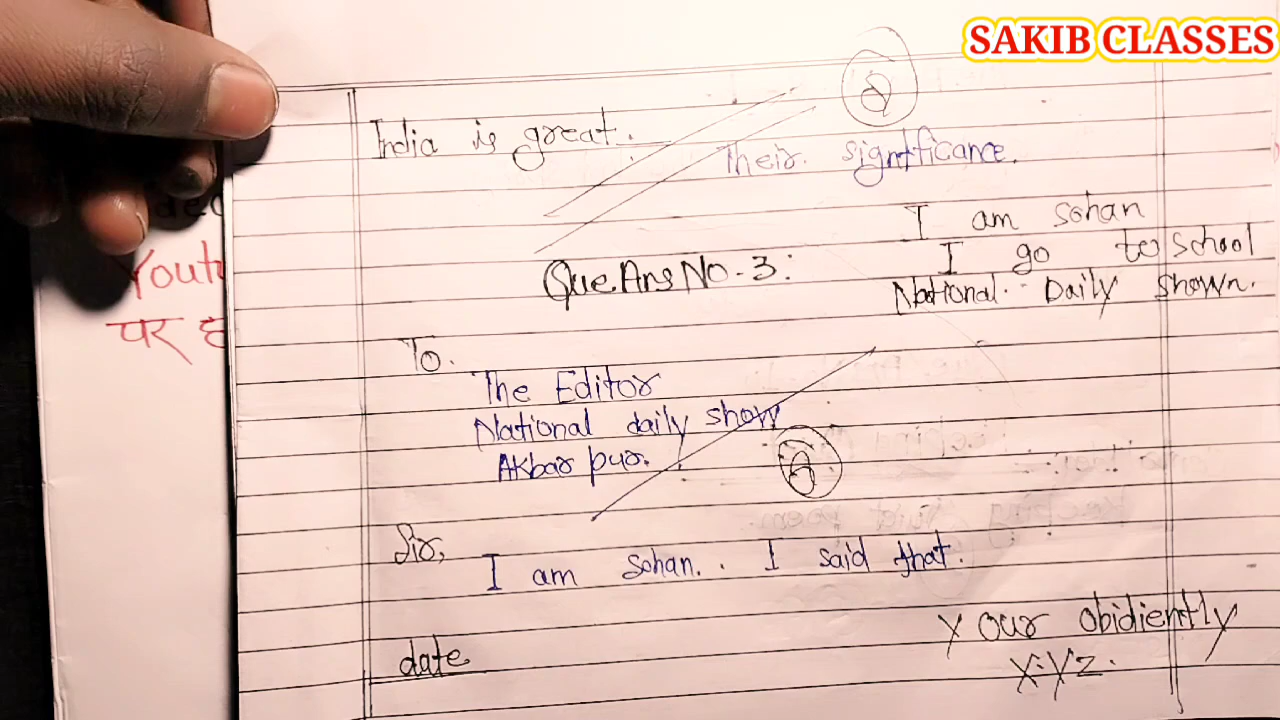 SAKIB CLASSES
India is great.
Their significance.
I am sohan
I go to school
National Daily shown.
Que. Ans No-3:
To.
The Editor
National daily show
Akbar pur.
Sir,
I am sohan. I said that.
Your obidiently
X.Y.Z.
date
Yout
पर ह